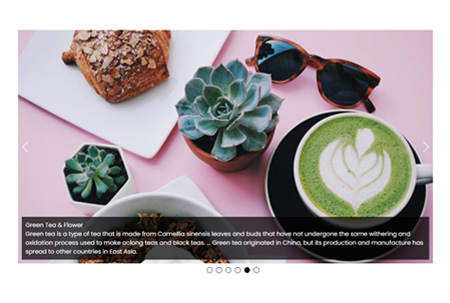 Green Tea & Flower
Green tea is a type of tea that is made from Camellia sinensis leaves and buds that have not undergone the same withering and
oxidation process used to make oolong teas and black teas. ... Green tea originated in China, but its production and manufacture has
spread to other countries in East Asia.